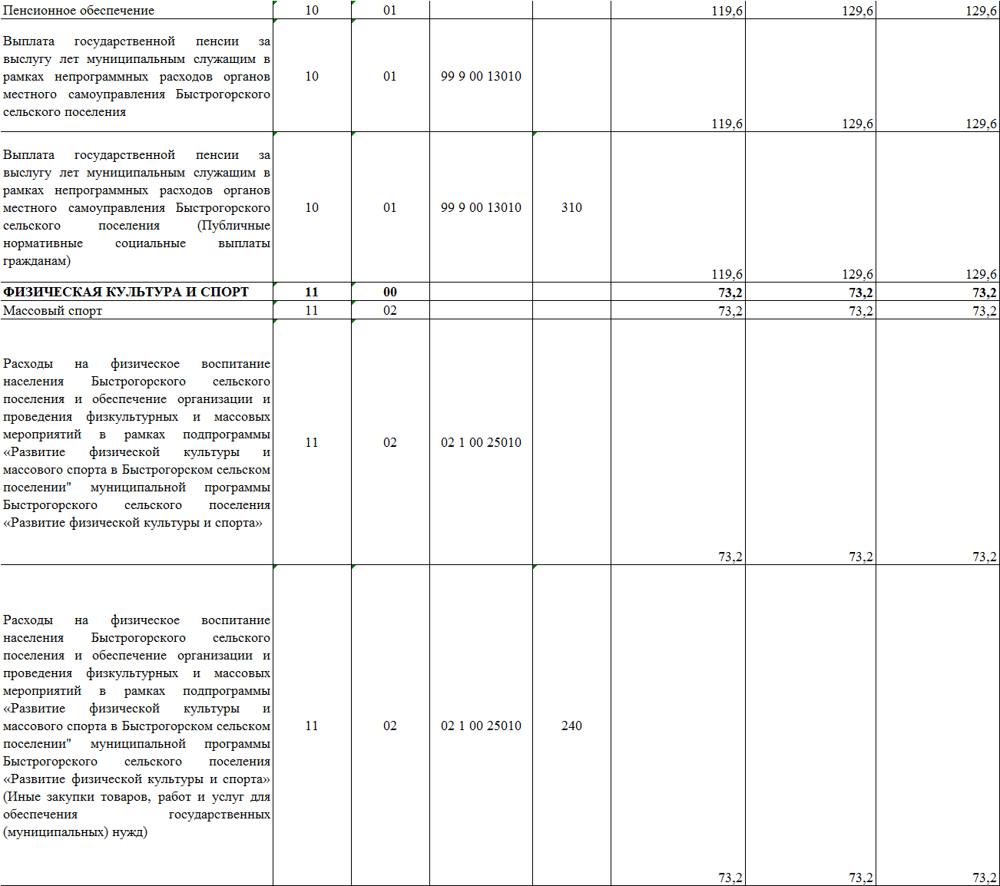 Пенсионное обеспечение 10 01 119,6 129,6 129,6
Выплата государственной пенсии за
выслугу лет муниципальным служащим в
рамках непрограммных расходов органов
местного самоуправления Быстрогорского
сельского поселения
10 01 99 9 00 13010
119,6 129,6 129,6
Выплата государственной пенсии за
выслугу лет муниципальным служащим в
рамках непрограммных расходов органов
местного самоуправления Быстрогорского
сельского поселения (Публичные
нормативные социальные выплаты
гражданам)
10 01 99 9 00 13010 310
119,6 129,6 129,6
ФИЗИЧЕСКАЯ КУЛЬТУРА И СПОРТ 11 00 73,2 73,2 73,2
Массовый спорт 11 02 73,2 73,2 73,2
Расходы на физическое воспитание
населения Быстрогорского сельского
поселения и обеспечение организации и
проведения физкультурных и массовых
мероприятий в рамках подпрограммы
«Развитие физической культуры и
массового спорта в Быстрогорском сельском
поселении" муниципальной программы
Быстрогорского сельского поселения
«Развитие физической культуры и спорта»
11 02 02 1 00 25010
73,2 73,2 73,2
Расходы на физическое воспитание
населения Быстрогорского сельского
поселения и обеспечение организации и
проведения физкультурных и массовых
мероприятий в рамках подпрограммы
«Развитие физической культуры и
массового спорта в Быстрогорском сельском
поселении" муниципальной программы
Быстрогорского сельского поселения
«Развитие физической культуры и спорта»
(Иные закупки товаров, работ и услуг для
обеспечения государственных
(муниципальных) нужд)
11 02 02 1 00 25010 240
73,2 73,2 73,2